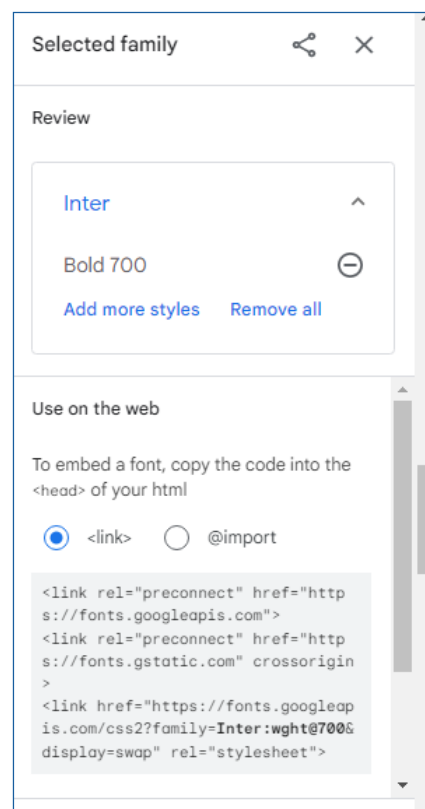 Selected family
Review
Inter
Bold 700
Add more styles Remove all
Use on the web
To embed a font, copy the code into the
<head> of your html
<link> @import
<link rel="preconnect" href="http
s://fonts.googleapis.com">
<link rel="preconnect" href="http
s://fonts.gstatic.com" crossorigin
>
<link href="https://fonts.googleap
is.com/css2?family=Inter:wght@700&
display=swap" rel="stylesheet">